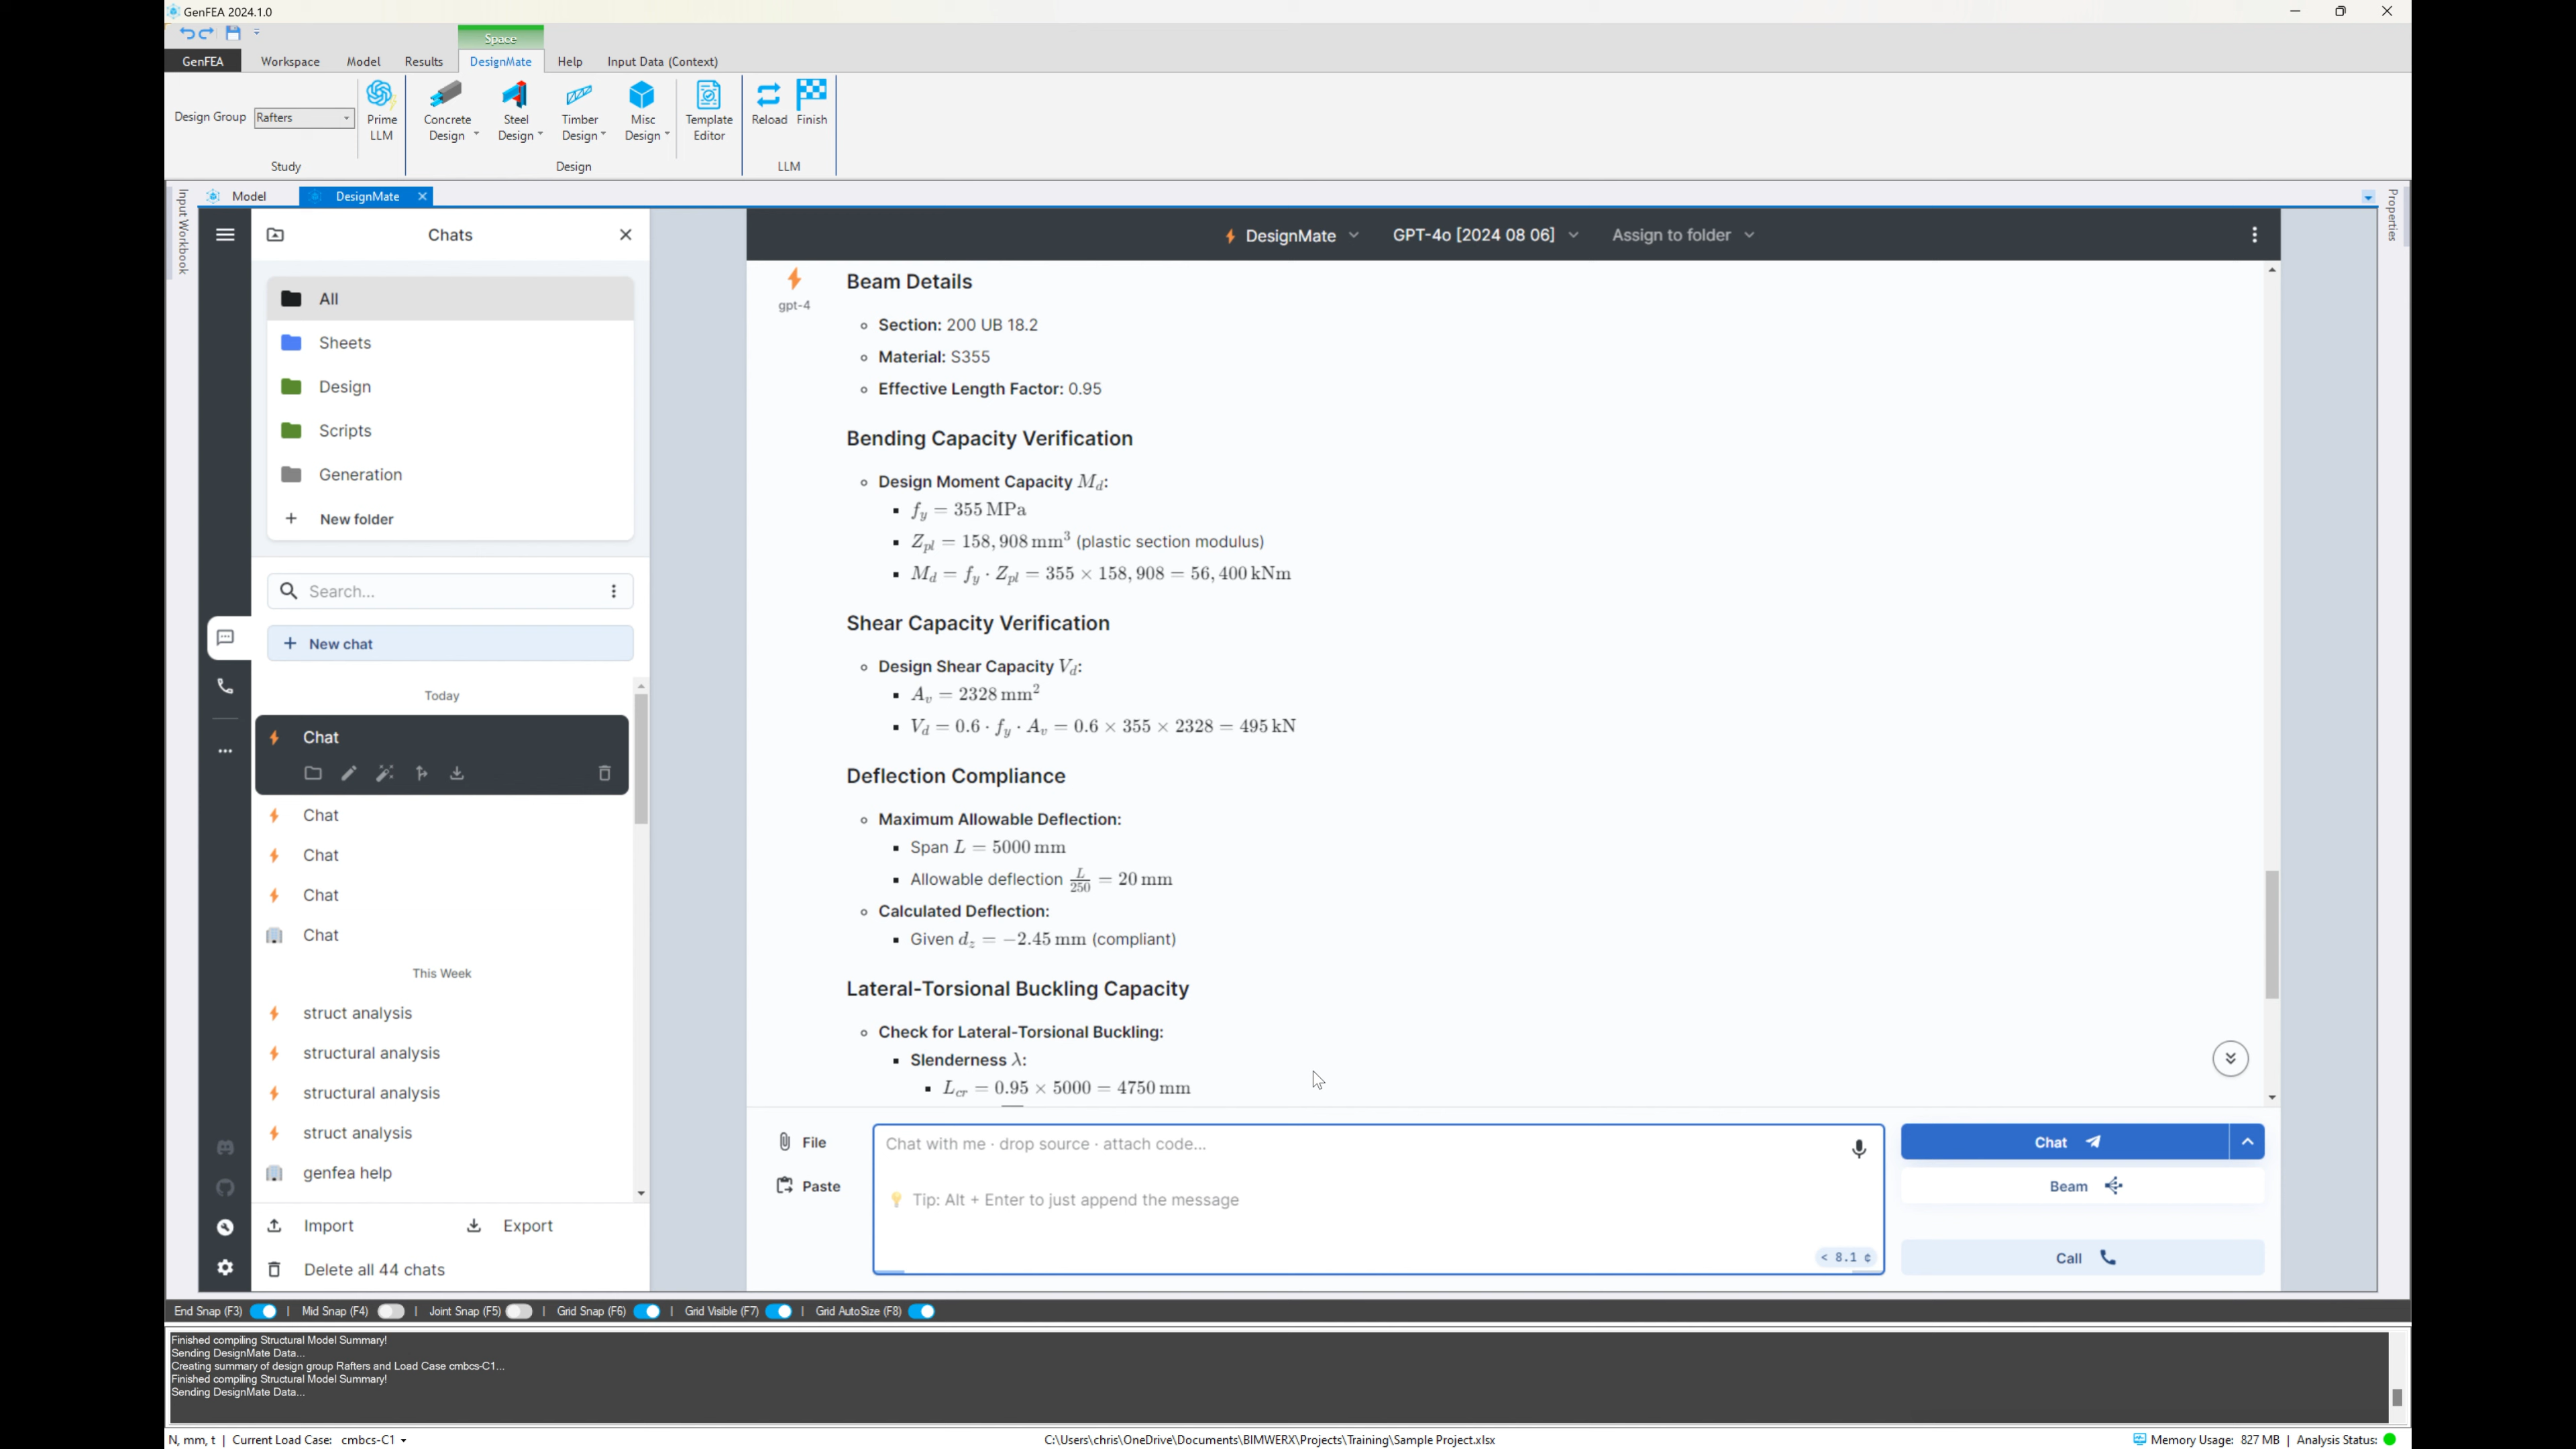 GenFEA 2024.1.0
Space
GenFEA Workspace Model Results DesignMate Help Input Data (Context)
Design Group Rafters
Prime LLM
Concrete Design
Steel Design
Timber Design
Misc Design
Template Editor
Reload
Finish
Study
Design
LLM
Input Workbook
Model
DesignMate
Properties
Chats
DesignMate
GPT-4o [2024 08 06]
Assign to folder
All
Sheets
Design
Scripts
Generation
New folder
Search...
New chat
Today
Chat
Chat
Chat
Chat
Chat
This Week
struct analysis
structural analysis
structural analysis
struct analysis
genfea help
Import
Export
Delete all 44 chats
gpt-4
Beam Details
Section: 200 UB 18.2
Material: S355
Effective Length Factor: 0.95
Bending Capacity Verification
Design Moment Capacity M_d:
f_y = 355 MPa
Z_pl = 158,908 mm³ (plastic section modulus)
M_d = f_y · Z_pl = 355 × 158,908 = 56,400 kNm
Shear Capacity Verification
Design Shear Capacity V_d:
A_v = 2328 mm²
V_d = 0.6 · f_y · A_v = 0.6 × 355 × 2328 = 495 kN
Deflection Compliance
Maximum Allowable Deflection:
Span L = 5000 mm
Allowable deflection L/250 = 20 mm
Calculated Deflection:
Given d_z = −2.45 mm (compliant)
Lateral-Torsional Buckling Capacity
Check for Lateral-Torsional Buckling:
Slenderness λ:
L_cr = 0.95 × 5000 = 4750 mm
File
Paste
Chat with me · drop source · attach code...
Tip: Alt + Enter to just append the message
< 8.1 ¢
Chat
Beam
Call
End Snap (F3) | Mid Snap (F4) | Joint Snap (F5) | Grid Snap (F6) | Grid Visible (F7) | Grid AutoSize (F8)
Finished compiling Structural Model Summary!
Sending DesignMate Data...
Creating summary of design group Rafters and Load Case cmbcs-C1...
Finished compiling Structural Model Summary!
Sending DesignMate Data...
N, mm, t | Current Load Case: cmbcs-C1
C:\Users\chris\OneDrive\Documents\BIMWERX\Projects\Training\Sample Project.xlsx
Memory Usage: 827 MB | Analysis Status: